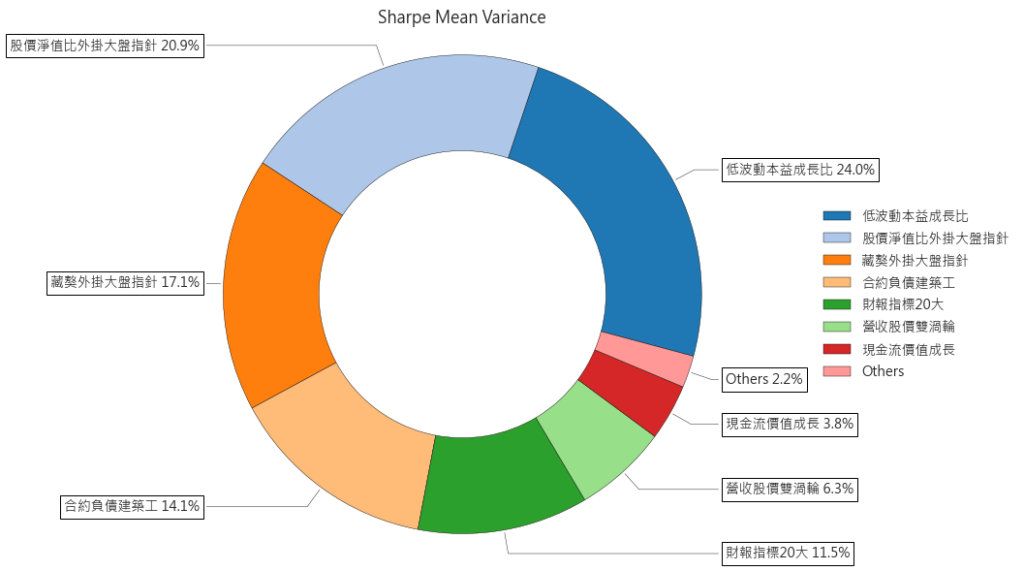 Sharpe Mean Variance
股價淨值比外掛大盤指針 20.9%
低波動本益成長比 24.0%
藏獒外掛大盤指針 17.1%
Others 2.2%
現金流價值成長 3.8%
營收股價雙渦輪 6.3%
合約負債建築工 14.1%
財報指標20大 11.5%
低波動本益成長比
股價淨值比外掛大盤指針
藏獒外掛大盤指針
合約負債建築工
財報指標20大
營收股價雙渦輪
現金流價值成長
Others